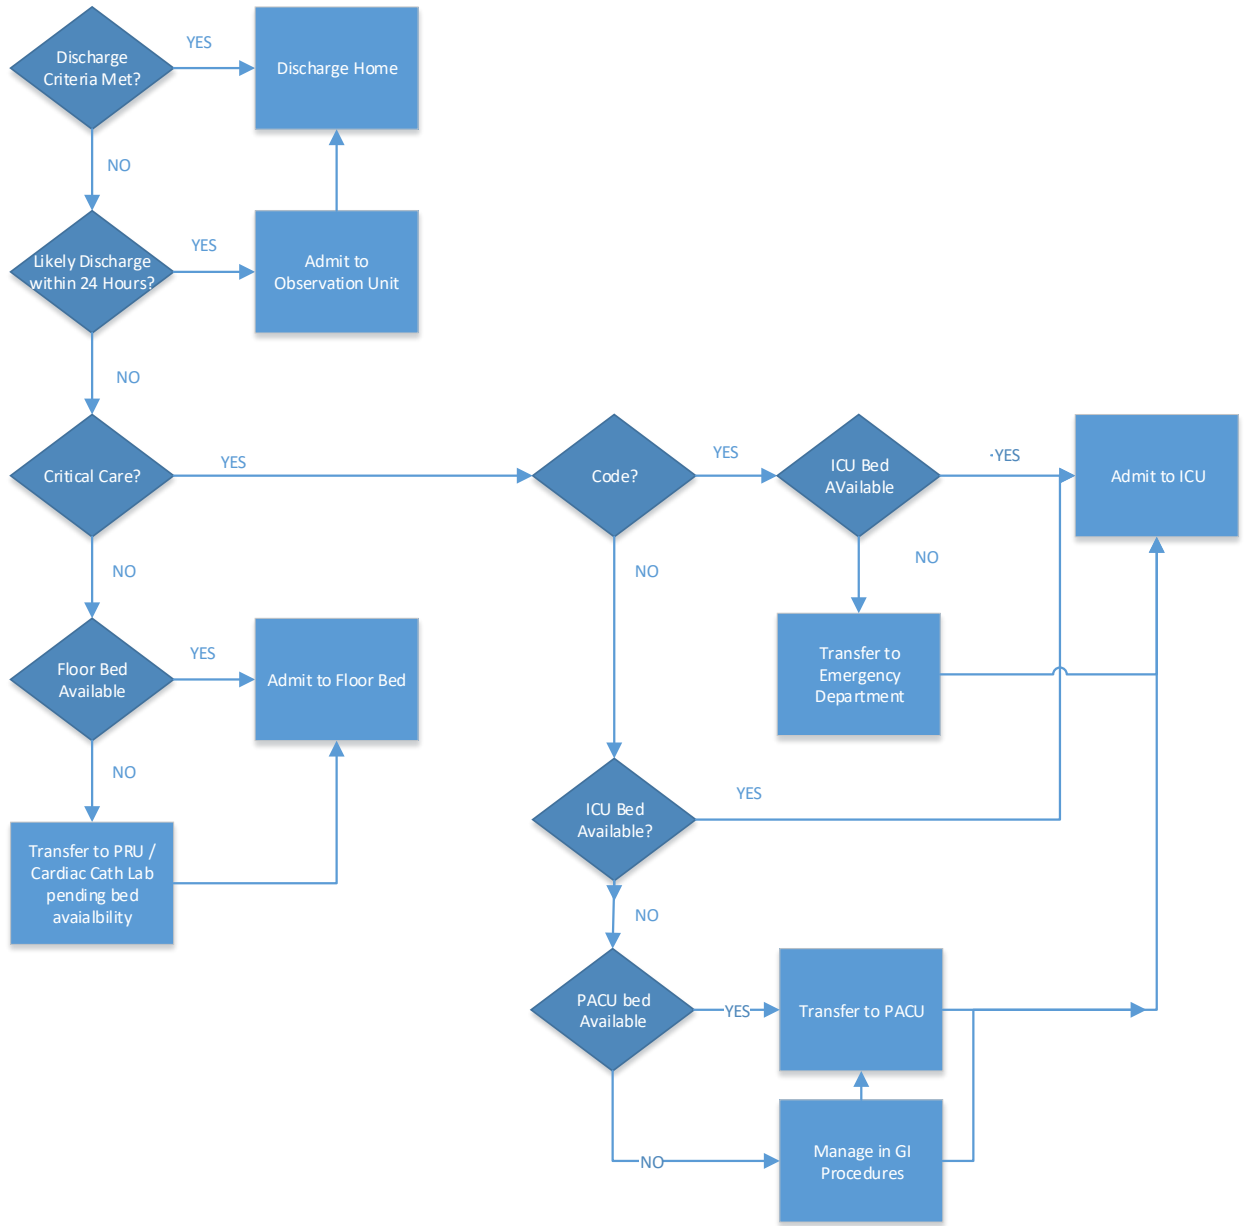 Discharge
Criteria Met?
YES
Discharge Home
NO
Likely Discharge
within 24 Hours?
YES
Admit to
Observation Unit
NO
Critical Care?
YES
Code?
YES
ICU Bed
AVailable
·YES
Admit to ICU
NO
NO
NO
Floor Bed
Available
YES
Admit to Floor Bed
Transfer to
Emergency
Department
NO
ICU Bed
Available?
YES
Transfer to PRU /
Cardiac Cath Lab
pending bed
avaialbility
NO
PACU bed
Available
YES
Transfer to PACU
NO
Manage in GI
Procedures